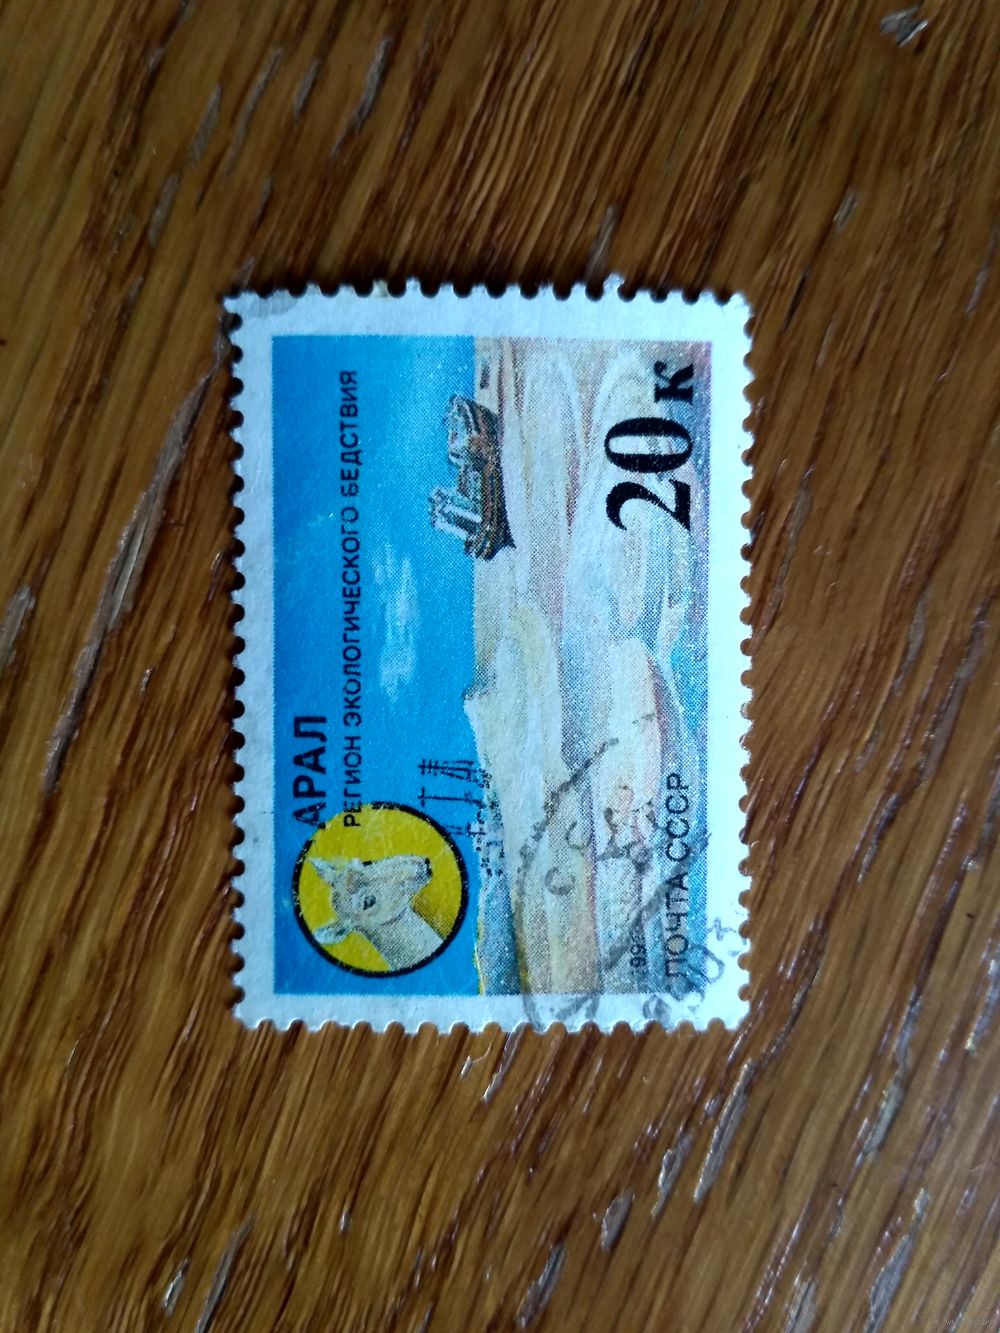 АРАЛ
РЕГИОН ЭКОЛОГИЧЕСКОГО БЕДСТВИЯ
20 к
ПОЧТА СССР